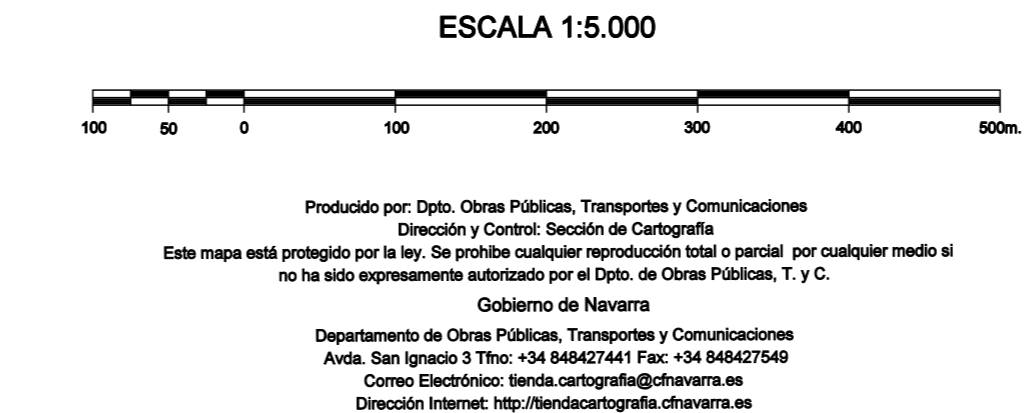 ESCALA 1:5.000
100 50 0 100 200 300 400 500m.
Producido por: Dpto. Obras Públicas, Transportes y Comunicaciones
Dirección y Control: Sección de Cartografía
Este mapa está protegido por la ley. Se prohibe cualquier reproducción total o parcial por cualquier medio si
no ha sido expresamente autorizado por el Dpto. de Obras Públicas, T. y C.
Gobierno de Navarra
Departamento de Obras Públicas, Transportes y Comunicaciones
Avda. San Ignacio 3 Tfno: +34 848427441 Fax: +34 848427549
Correo Electrónico: tienda.cartografia@cfnavarra.es
Dirección Internet: http://tiendacartografia.cfnavarra.es